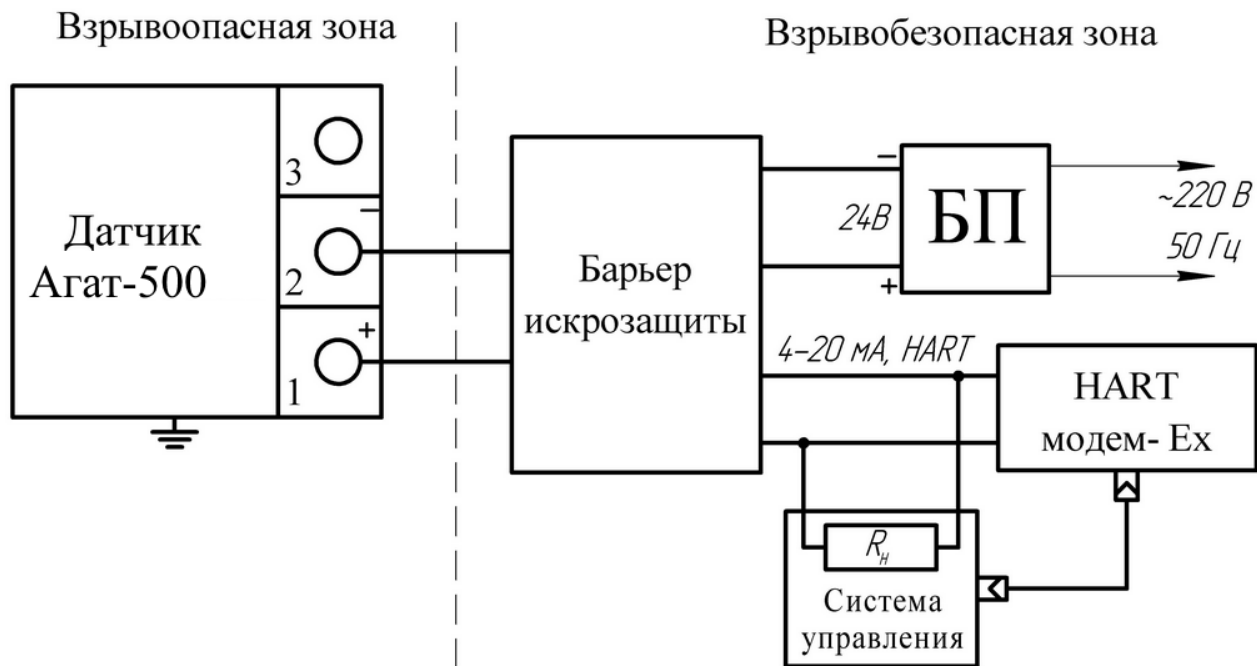 Взрывоопасная зона
Взрывобезопасная зона
Датчик
Агат-500
3
2
−
1
+
Барьер
искрозащиты
−
24В
+
БП
~220 В
50 Гц
4-20 мА, HART
HART
модем- Ex
Rн
Система
управления